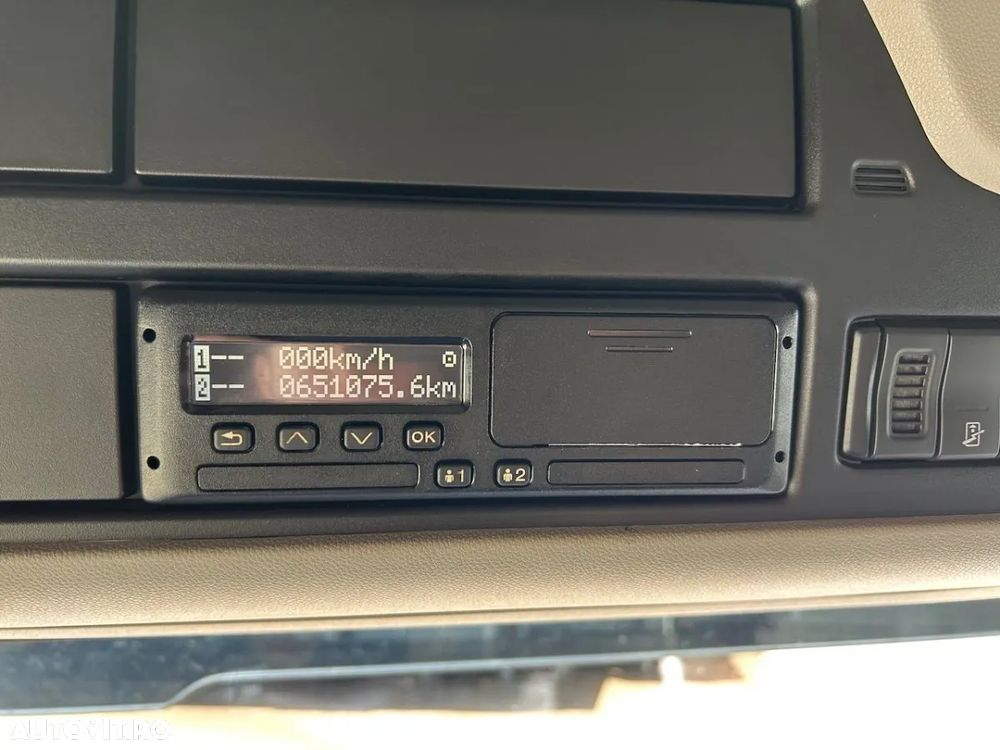 1-- 000km/h
2-- 0651075.6km
OK
1
2
AUTOVIT.RO